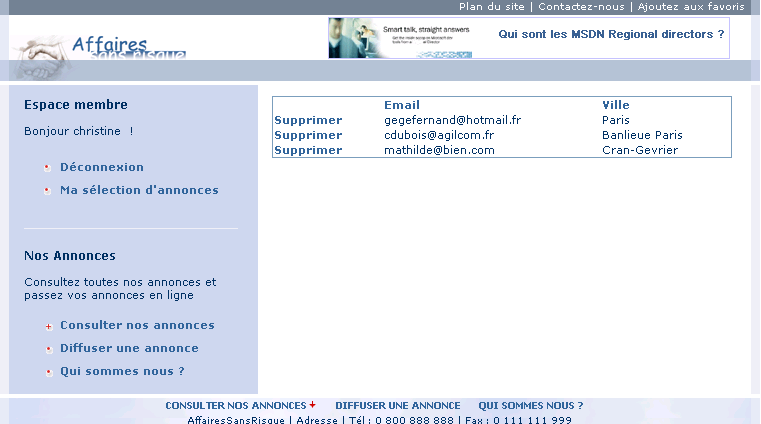 Plan du site | Contactez-nous | Ajoutez aux favoris
Affaires
sans risque
Smart talk, straight answers
Qui sont les MSDN Regional directors ?
Espace membre
Bonjour christine !
Déconnexion
Ma sélection d'annonces
Nos Annonces
Consultez toutes nos annonces et
passez vos annonces en ligne
Consulter nos annonces
Diffuser une annonce
Qui sommes nous ?
Email Ville
Supprimer gegefernand@hotmail.fr Paris
Supprimer cdubois@agilcom.fr Banlieue Paris
Supprimer mathilde@bien.com Cran-Gevrier
CONSULTER NOS ANNONCES DIFFUSER UNE ANNONCE QUI SOMMES NOUS ?
AffairesSansRisque | Adresse | Tél : 0 800 888 888 | Fax : 0 111 111 999